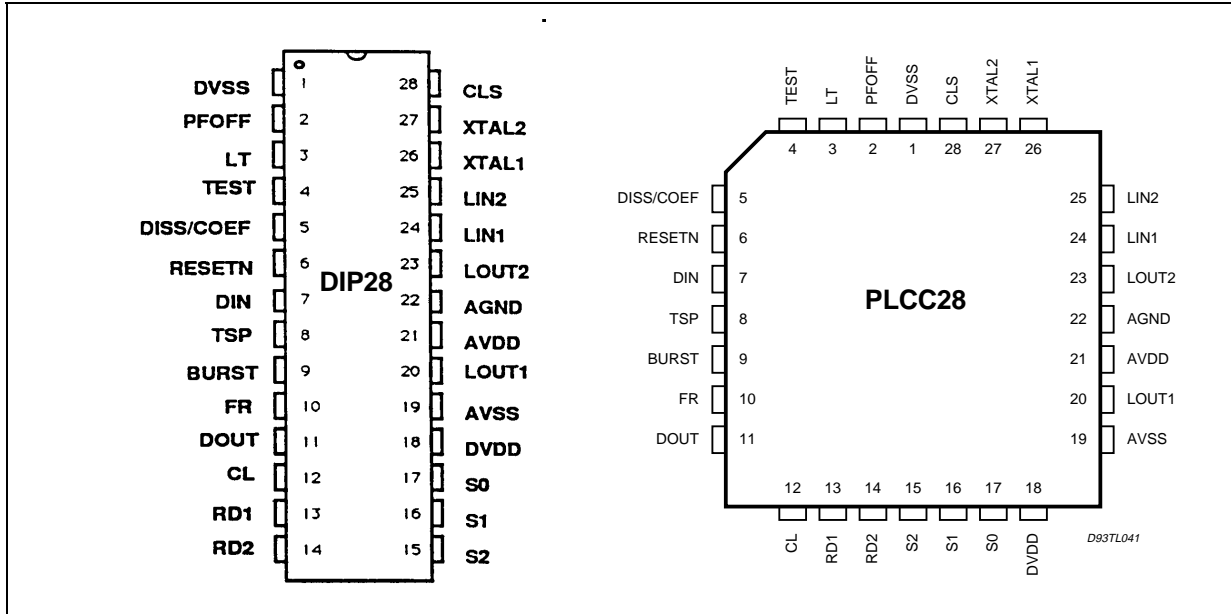 DVSS 1 28 CLS
PFOFF 2 27 XTAL2
LT 3 26 XTAL1
TEST 4 25 LIN2
DISS/COEF 5 24 LIN1
RESETN 6 23 LOUT2
DIP28
DIN 7 22 AGND
TSP 8 21 AVDD
BURST 9 20 LOUT1
FR 10 19 AVSS
DOUT 11 18 DVDD
CL 12 17 S0
RD1 13 16 S1
RD2 14 15 S2
TEST LT PFOFF DVSS CLS XTAL2 XTAL1
4 3 2 1 28 27 26
DISS/COEF 5 25 LIN2
RESETN 6 24 LIN1
DIN 7 23 LOUT2
PLCC28
TSP 8 22 AGND
BURST 9 21 AVDD
FR 10 20 LOUT1
DOUT 11 19 AVSS
12 13 14 15 16 17 18
CL RD1 RD2 S2 S1 S0 DVDD
D93TL041